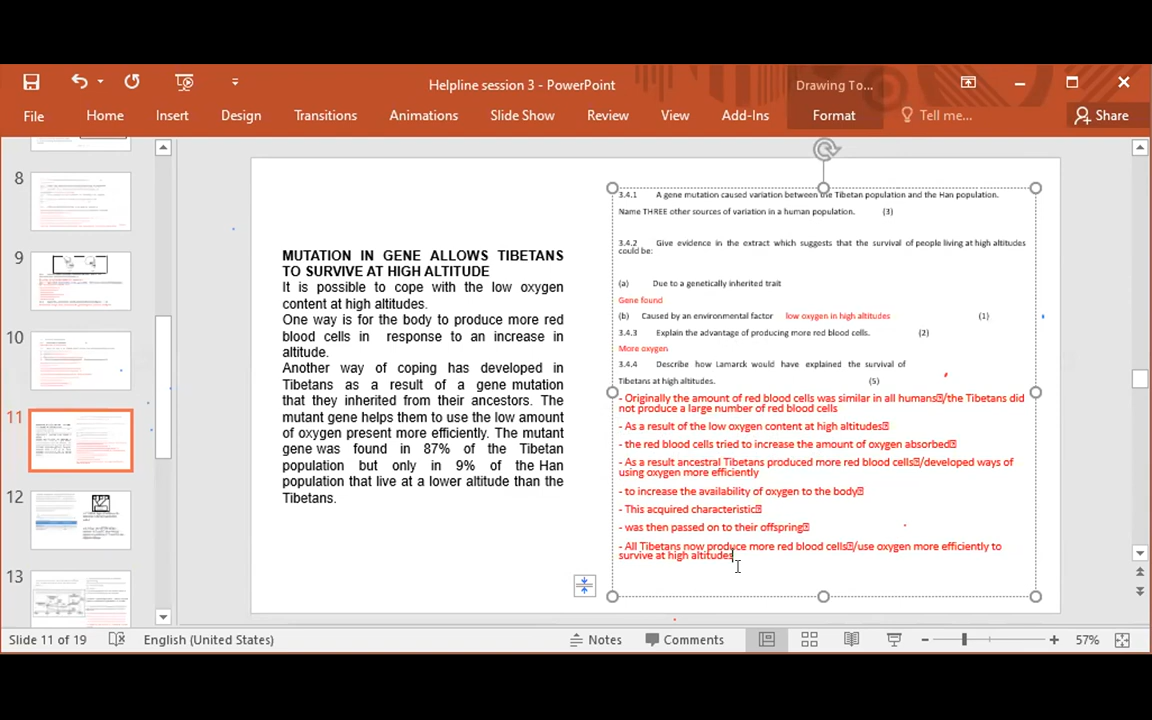 Helpline session 3 - PowerPoint
Drawing To...
File Home Insert Design Transitions Animations Slide Show Review View Add-Ins Format Tell me... Share
8
9
10
11
12
13
MUTATION IN GENE ALLOWS TIBETANS
TO SURVIVE AT HIGH ALTITUDE
It is possible to cope with the low oxygen
content at high altitudes.
One way is for the body to produce more red
blood cells in response to an increase in
altitude.
Another way of coping has developed in
Tibetans as a result of a gene mutation
that they inherited from their ancestors. The
mutant gene helps them to use the low amount
of oxygen present more efficiently. The mutant
gene was found in 87% of the Tibetan
population but only in 9% of the Han
population that live at a lower altitude than the
Tibetans.
3.4.1 A gene mutation caused variation between the Tibetan population and the Han population.
Name THREE other sources of variation in a human population. (3)
3.4.2 Give evidence in the extract which suggests that the survival of people living at high altitudes
could be:
(a) Due to a genetically inherited trait
Gene found
(b) Caused by an environmental factor low oxygen in high altitudes (1)
3.4.3 Explain the advantage of producing more red blood cells. (2)
More oxygen
3.4.4 Describe how Lamarck would have explained the survival of
Tibetans at high altitudes. (5)
- Originally the amount of red blood cells was similar in all humans/the Tibetans did
not produce a large number of red blood cells
- As a result of the low oxygen content at high altitudes
- the red blood cells tried to increase the amount of oxygen absorbed
- As a result ancestral Tibetans produced more red blood cells/developed ways of
using oxygen more efficiently
- to increase the availability of oxygen to the body
- This acquired characteristic
- was then passed on to their offspring
- All Tibetans now produce more red blood cells/use oxygen more efficiently to
survive at high altitudes
Slide 11 of 19 English (United States) Notes Comments 57%